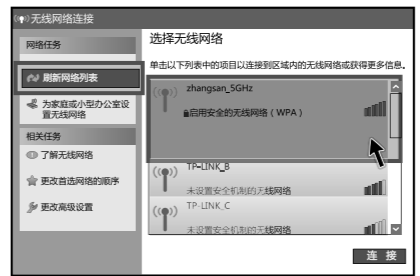 无线网络连接
网络任务
刷新网络列表
为家庭或小型办公室设
置无线网络
相关任务
了解无线网络
更改首选网络的顺序
更改高级设置
选择无线网络
单击以下列表中的项目以连接到区域内的无线网络或获得更多信息。
zhangsan_5GHz
启用安全的无线网络（WPA）
TP-LINK_B
未设置安全机制的无线网络
TP-LINK_C
未设置安全机制的无线网络
连 接